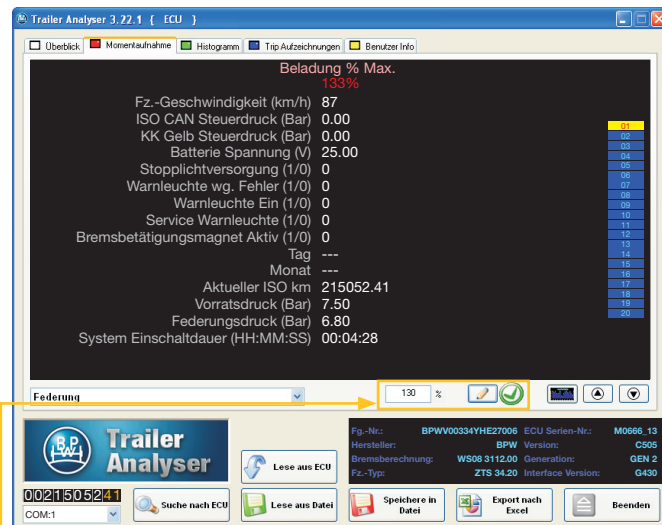 Trailer Analyser 3.22.1 { ECU }
Überblick Momentaufnahme Histogramm Trip Aufzeichnungen Benutzer Info
Beladung % Max.
133%
Fz.-Geschwindigkeit (km/h) 87
ISO CAN Steuerdruck (Bar) 0.00
KK Gelb Steuerdruck (Bar) 0.00
Batterie Spannung (V) 25.00
Stopplichtversorgung (1/0) 0
Warnleuchte wg. Fehler (1/0) 0
Warnleuchte Ein (1/0) 0
Service Warnleuchte (1/0) 0
Bremsbetätigungsmagnet Aktiv (1/0) 0
Tag ---
Monat ---
Aktueller ISO km 215052.41
Vorratsdruck (Bar) 7.50
Federungsdruck (Bar) 6.80
System Einschaltdauer (HH:MM:SS) 00:04:28
01
02
03
04
05
06
07
08
09
10
11
12
13
14
15
16
17
18
19
20
Federung
130 %
BPW
Trailer
Analyser
Lese aus ECU
Fg.-Nr.: BPWV00334YHE27006 ECU Serien-Nr.: M0666_13
Hersteller: BPW Version: C505
Bremsberechnung: WS08 3112.00 Generation: GEN 2
Fz.-Typ: ZTS 34.20 Interface Version: G430
0021505241
COM:1
Suche nach ECU
Lese aus Datei
Speichere in Datei
Export nach Excel
Beenden